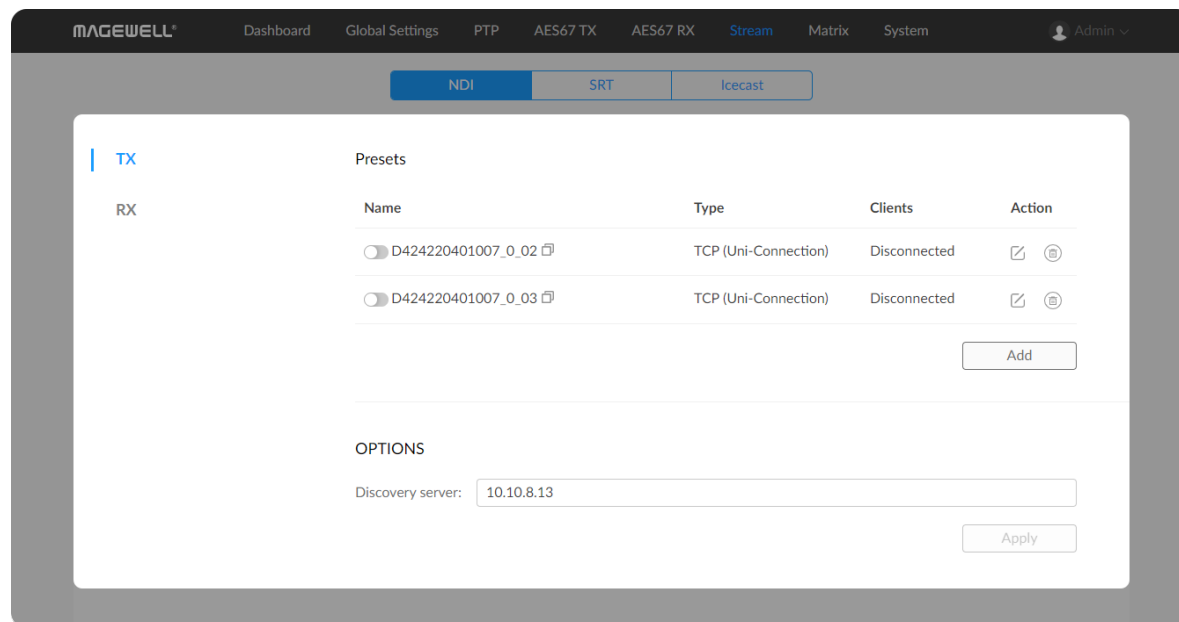 MAGEWELL® Dashboard Global Settings PTP AES67 TX AES67 RX Stream Matrix System Admin
NDI SRT Icecast
TX
RX
Presets
Name Type Clients Action
D424220401007_0_02 TCP (Uni-Connection) Disconnected
D424220401007_0_03 TCP (Uni-Connection) Disconnected
Add
OPTIONS
Discovery server: 10.10.8.13
Apply